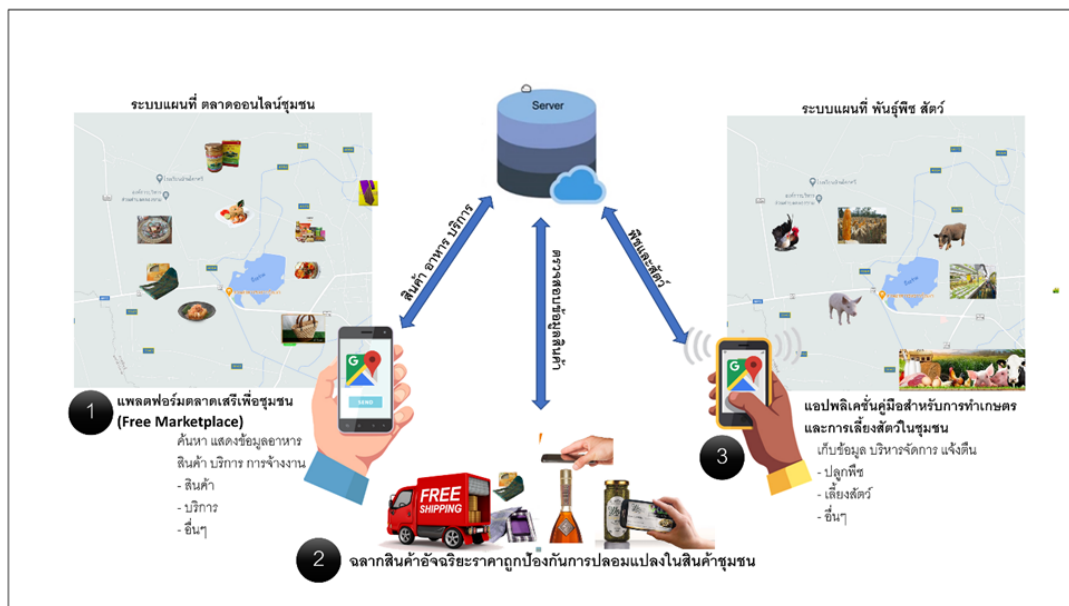 ระบบแผนที่ ตลาดออนไลน์ชุมชน
Server
ระบบแผนที่ พันธุ์พืช สัตว์
สินค้า อาหาร บริการ
ตรวจสอบข้อมูลสินค้า
พืชและสัตว์
บึงเกิด
บึงเกิด
G
SEND
G
1
แพลตฟอร์มตลาดเสรีเพื่อชุมชน
(Free Marketplace)
ค้นหา แสดงข้อมูลอาหาร
สินค้า บริการ การจ้างงาน
- สินค้า
- บริการ
- อื่นๆ
FREE
SHIPPING
2
ฉลากสินค้าอัจฉริยะราคาถูกป้องกันการปลอมแปลงในสินค้าชุมชน
3
แอปพลิเคชั่นคู่มือสำหรับการทำเกษตร
และการเลี้ยงสัตว์ในชุมชน
เก็บข้อมูล บริหารจัดการ แจ้งตืน
- ปลูกพืช
- เลี้ยงสัตว์
- อื่นๆ